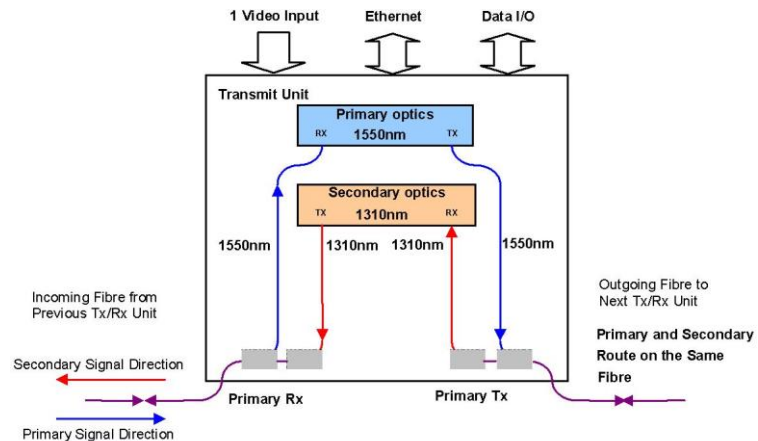 1 Video Input
Ethernet
Data I/O
Transmit Unit
Primary optics
RX
1550nm
TX
Secondary optics
TX
1310nm
RX
1550nm
1310nm
1310nm
1550nm
Incoming Fibre from
Previous Tx/Rx Unit
Outgoing Fibre to
Next Tx/Rx Unit
Primary and Secondary
Route on the Same
Fibre
Secondary Signal Direction
Primary Rx
Primary Tx
Primary Signal Direction